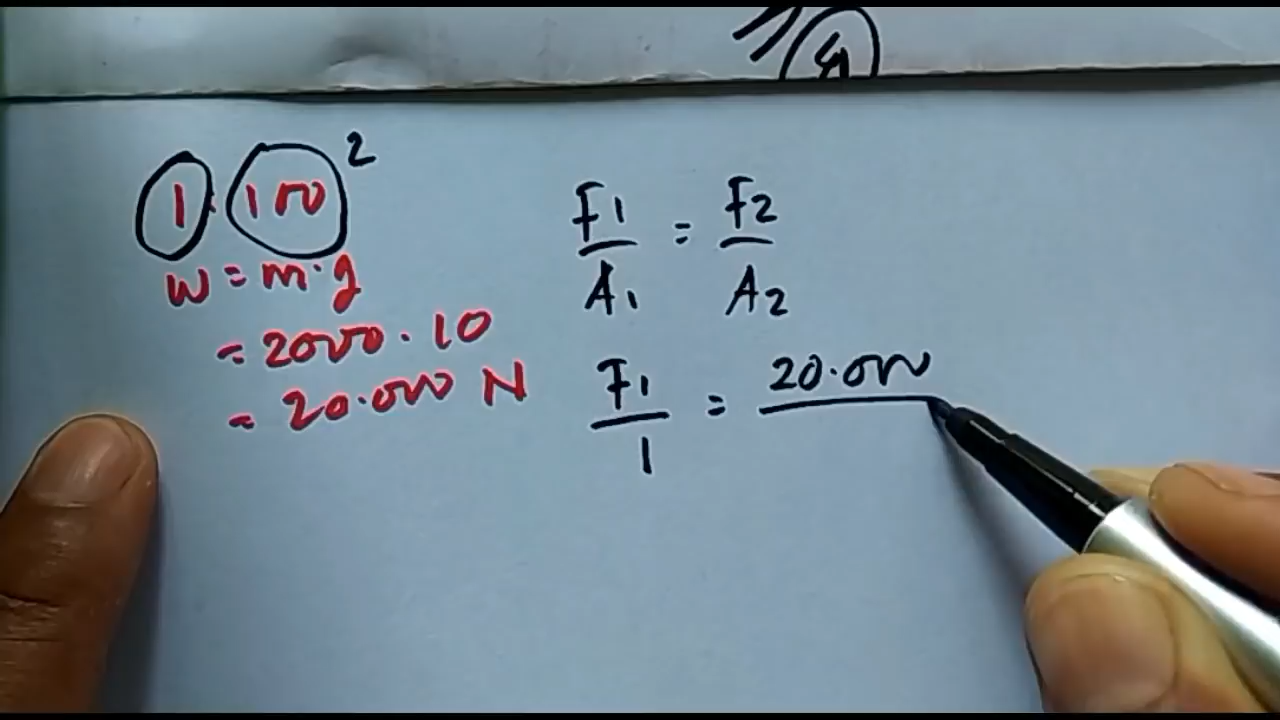 1 : 100²
w = m.g
= 2000 . 10
= 20.000 N
F1/A1 = F2/A2
F1/1 = 20.000